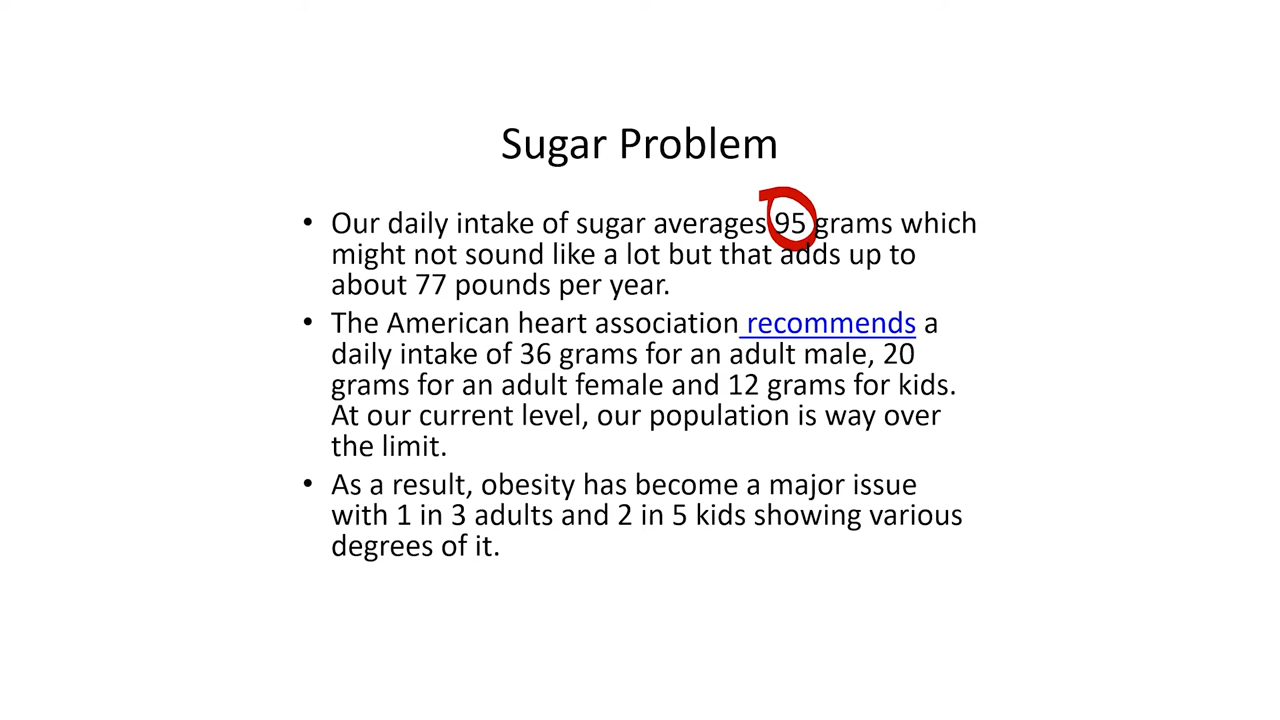 Sugar Problem
• Our daily intake of sugar averages 95 grams which
might not sound like a lot but that adds up to
about 77 pounds per year.
• The American heart association recommends a
daily intake of 36 grams for an adult male, 20
grams for an adult female and 12 grams for kids.
At our current level, our population is way over
the limit.
• As a result, obesity has become a major issue
with 1 in 3 adults and 2 in 5 kids showing various
degrees of it.